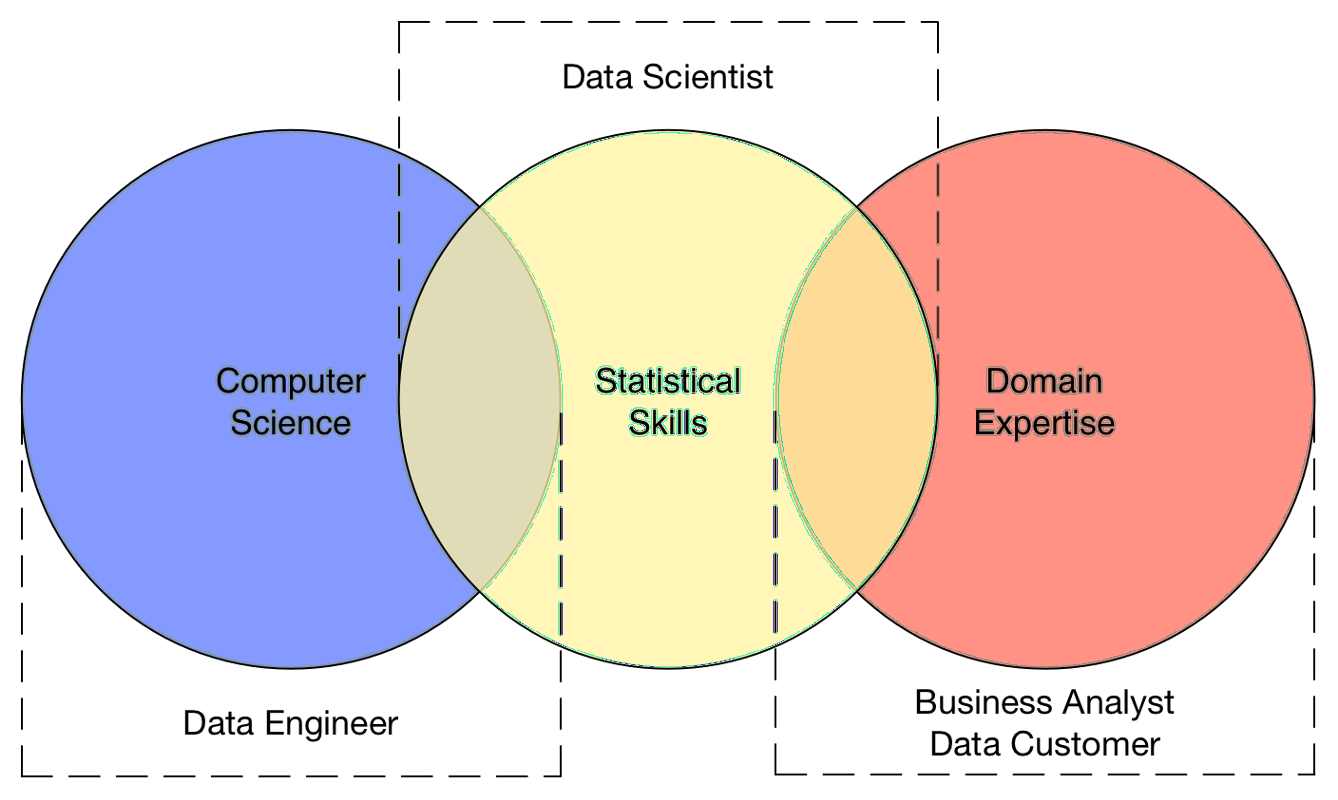 Data Scientist
Computer
Science
Statistical
Skills
Domain
Expertise
Data Engineer
Business Analyst
Data Customer